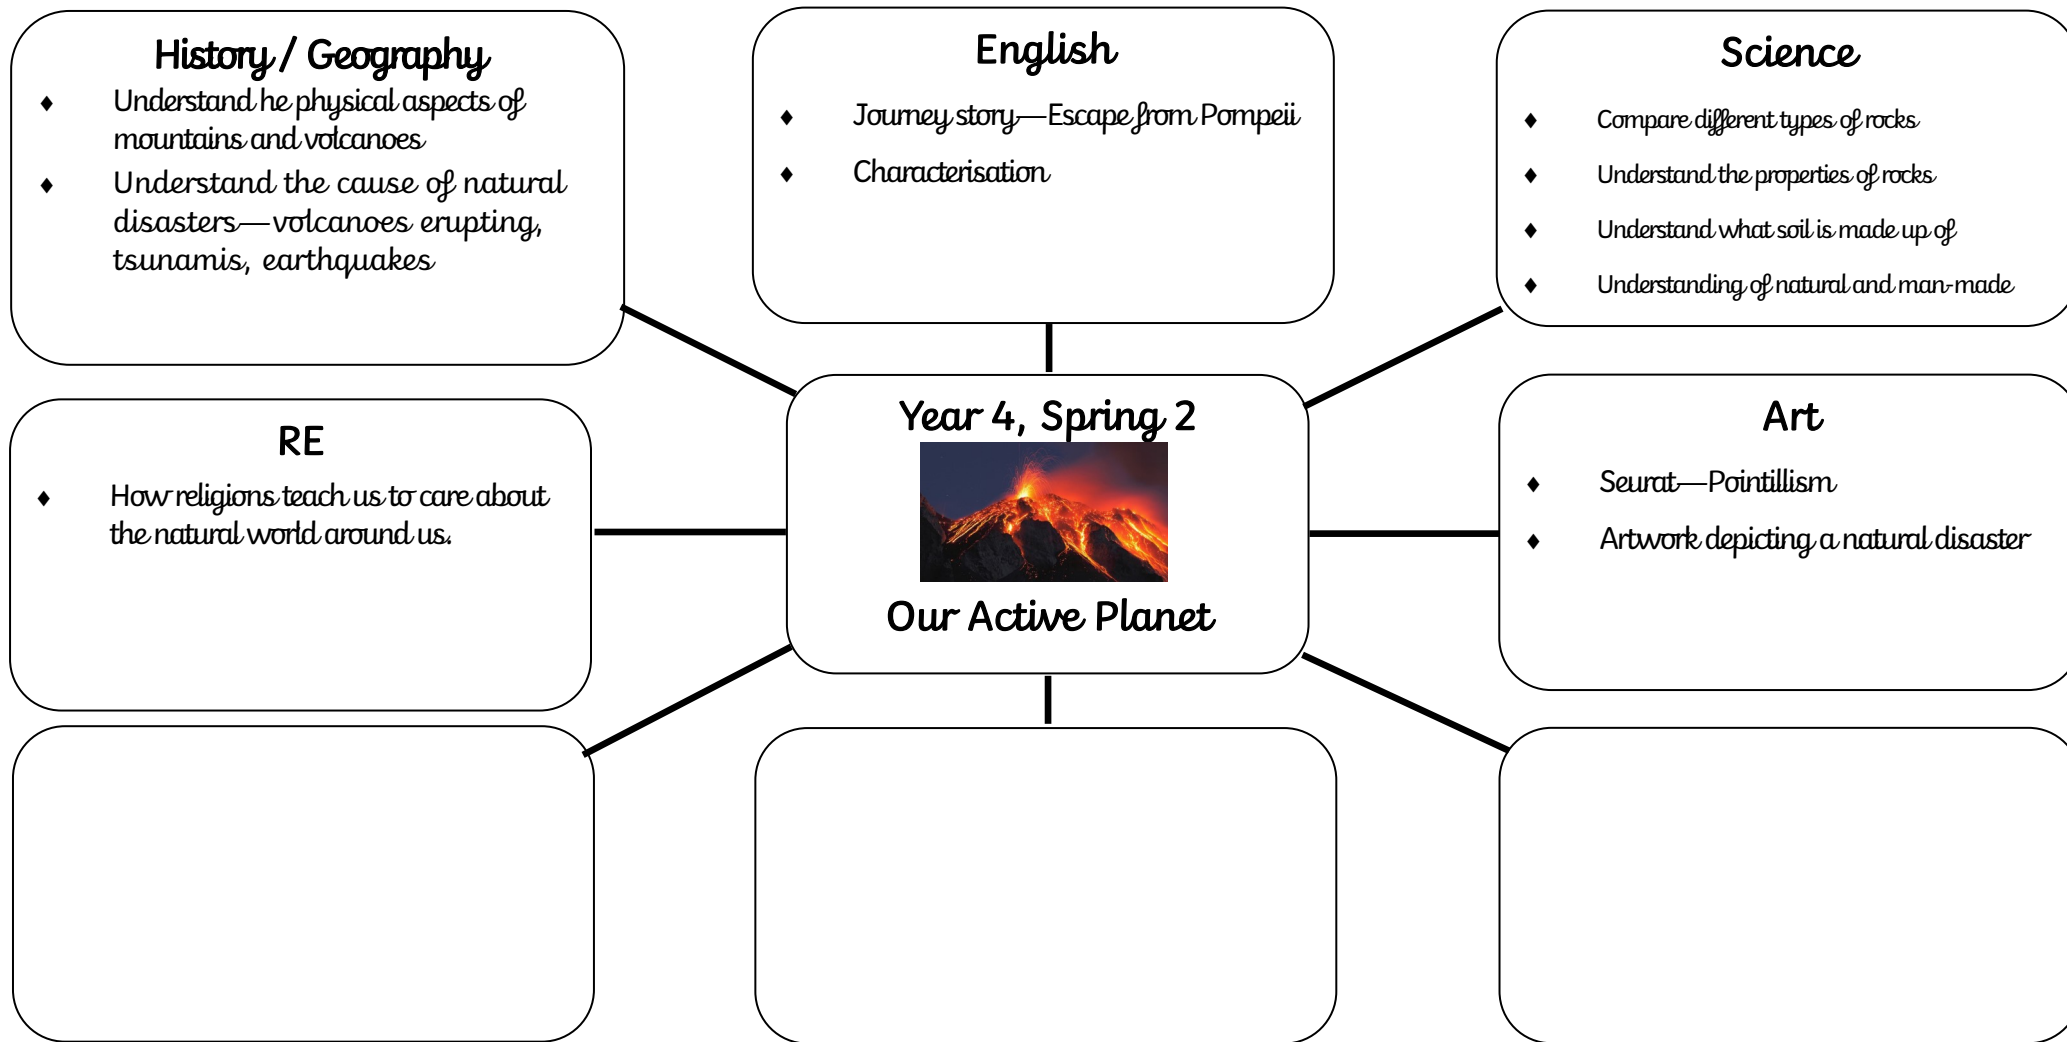 History / Geography
♦ Understand he physical aspects of
mountains and volcanoes
♦ Understand the cause of natural
disasters—volcanoes erupting,
tsunamis, earthquakes
English
♦ Journey story—Escape from Pompeii
♦ Characterisation
Science
♦ Compare different types of rocks
♦ Understand the properties of rocks
♦ Understand what soil is made up of
♦ Understanding of natural and man-made
RE
♦ How religions teach us to care about
the natural world around us.
Year 4, Spring 2
Our Active Planet
Art
♦ Seurat—Pointillism
♦ Artwork depicting a natural disaster